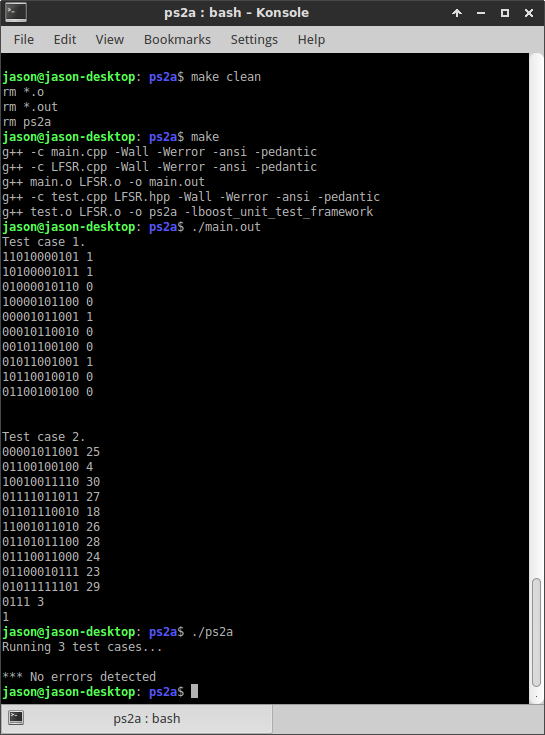 ps2a : bash – Konsole
File Edit View Bookmarks Settings Help
jason@jason-desktop: ps2a$ make clean
rm *.o
rm *.out
rm ps2a
jason@jason-desktop: ps2a$ make
g++ -c main.cpp -Wall -Werror -ansi -pedantic
g++ -c LFSR.cpp -Wall -Werror -ansi -pedantic
g++ main.o LFSR.o -o main.out
g++ -c test.cpp LFSR.hpp -Wall -Werror -ansi -pedantic
g++ test.o LFSR.o -o ps2a -lboost_unit_test_framework
jason@jason-desktop: ps2a$ ./main.out
Test case 1.
11010000101 1
10100001011 1
01000010110 0
10000101100 0
00001011001 1
00010110010 0
00101100100 0
01011001001 1
10110010010 0
01100100100 0
Test case 2.
00001011001 25
01100100100 4
10010011110 30
01111011011 27
01101110010 18
11001011010 26
01101011100 28
01110011000 24
01100010111 23
01011111101 29
0111 3
1
jason@jason-desktop: ps2a$ ./ps2a
Running 3 test cases...
*** No errors detected
jason@jason-desktop: ps2a$
ps2a : bash